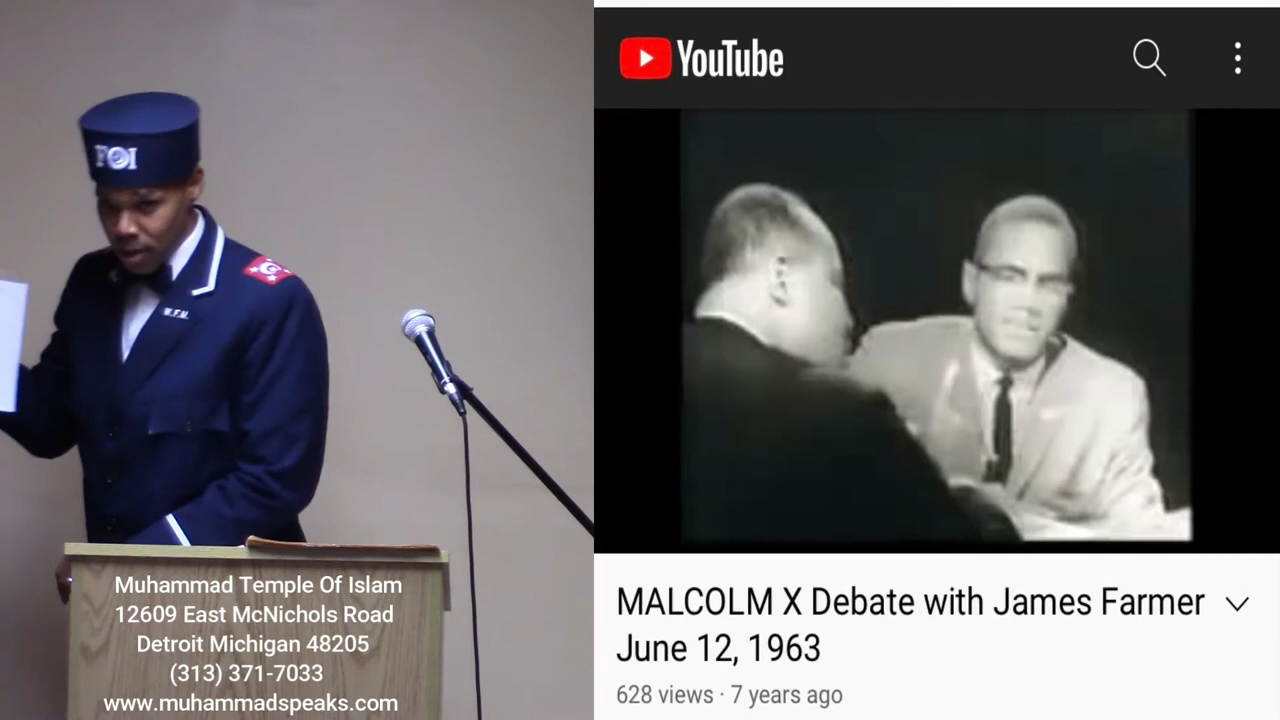 FOI
W.F.M.
Muhammad Temple Of Islam
12609 East McNichols Road
Detroit Michigan 48205
(313) 371-7033
www.muhammadspeaks.com
YouTube
MALCOLM X Debate with James Farmer
June 12, 1963
628 views · 7 years ago